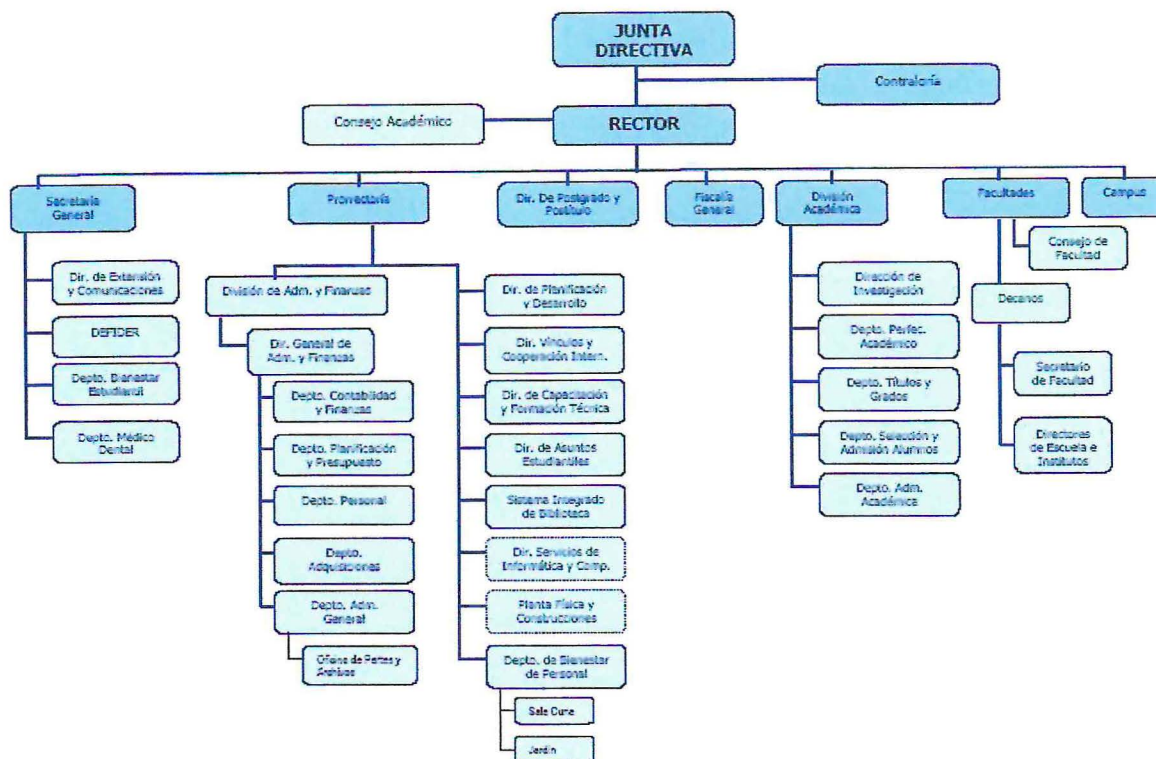 JUNTA
DIRECTIVA
Contraloría
Consejo Académico
RECTOR
Secretaría
General
Prorrectoría
Dir. De Postgrado y
Postítulo
Fiscalía
General
División
Académica
Facultades
Campus
Dir. de Extensión
y Comunicaciones
DEFIDER
Depto. Bienestar
Estudiantil
Depto. Médico
Dental
División de Adm. y Finanzas
Dir. General de
Adm. y Finanzas
Depto. Contabilidad
y Finanzas
Depto. Planificación
y Presupuesto
Depto. Personal
Depto.
Adquisiciones
Depto. Adm.
General
Oficina de Partes y
Archivos
Dir. de Planificación
y Desarrollo
Dir. Vínculos y
Cooperación Intern.
Dir. de Capacitación
y Formación Técnica
Dir. de Asuntos
Estudiantiles
Sistema Integrado
de Biblioteca
Dir. Servicios de
Informática y Comp.
Planta Física y
Construcciones
Depto. de Bienestar
de Personal
Sala Cuna
Jardín
Dirección de
Investigación
Depto. Perfec.
Académico
Depto. Títulos y
Grados
Depto. Selección y
Admisión Alumnos
Depto. Adm.
Académica
Consejo de
Facultad
Decanos
Secretario
de Facultad
Directores
de Escuela e
Institutos